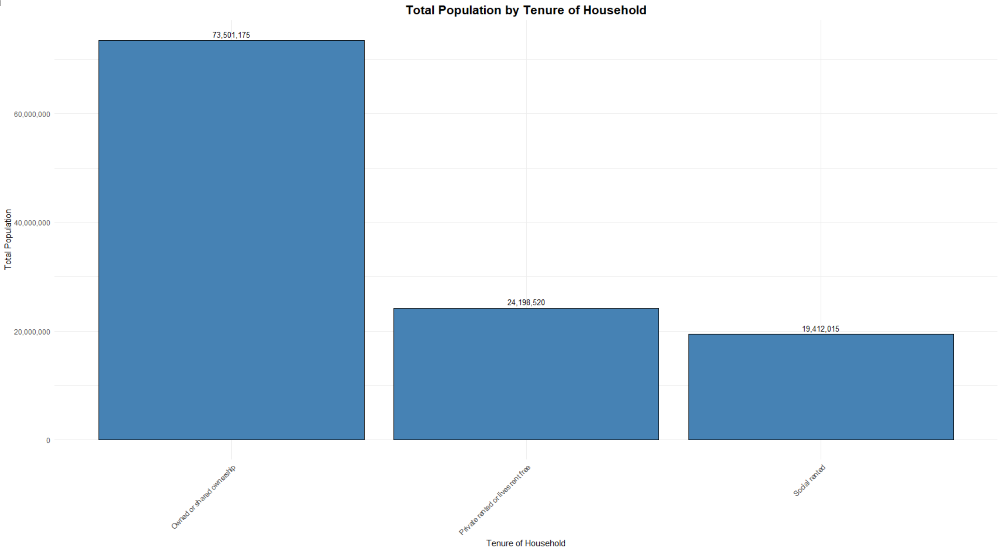 Total Population by Tenure of Household
73,501,175
60,000,000
40,000,000
24,198,520
20,000,000
19,412,015
0
Total Population
Owned or shared ownership
Private rented or lives rent free
Social rented
Tenure of Household